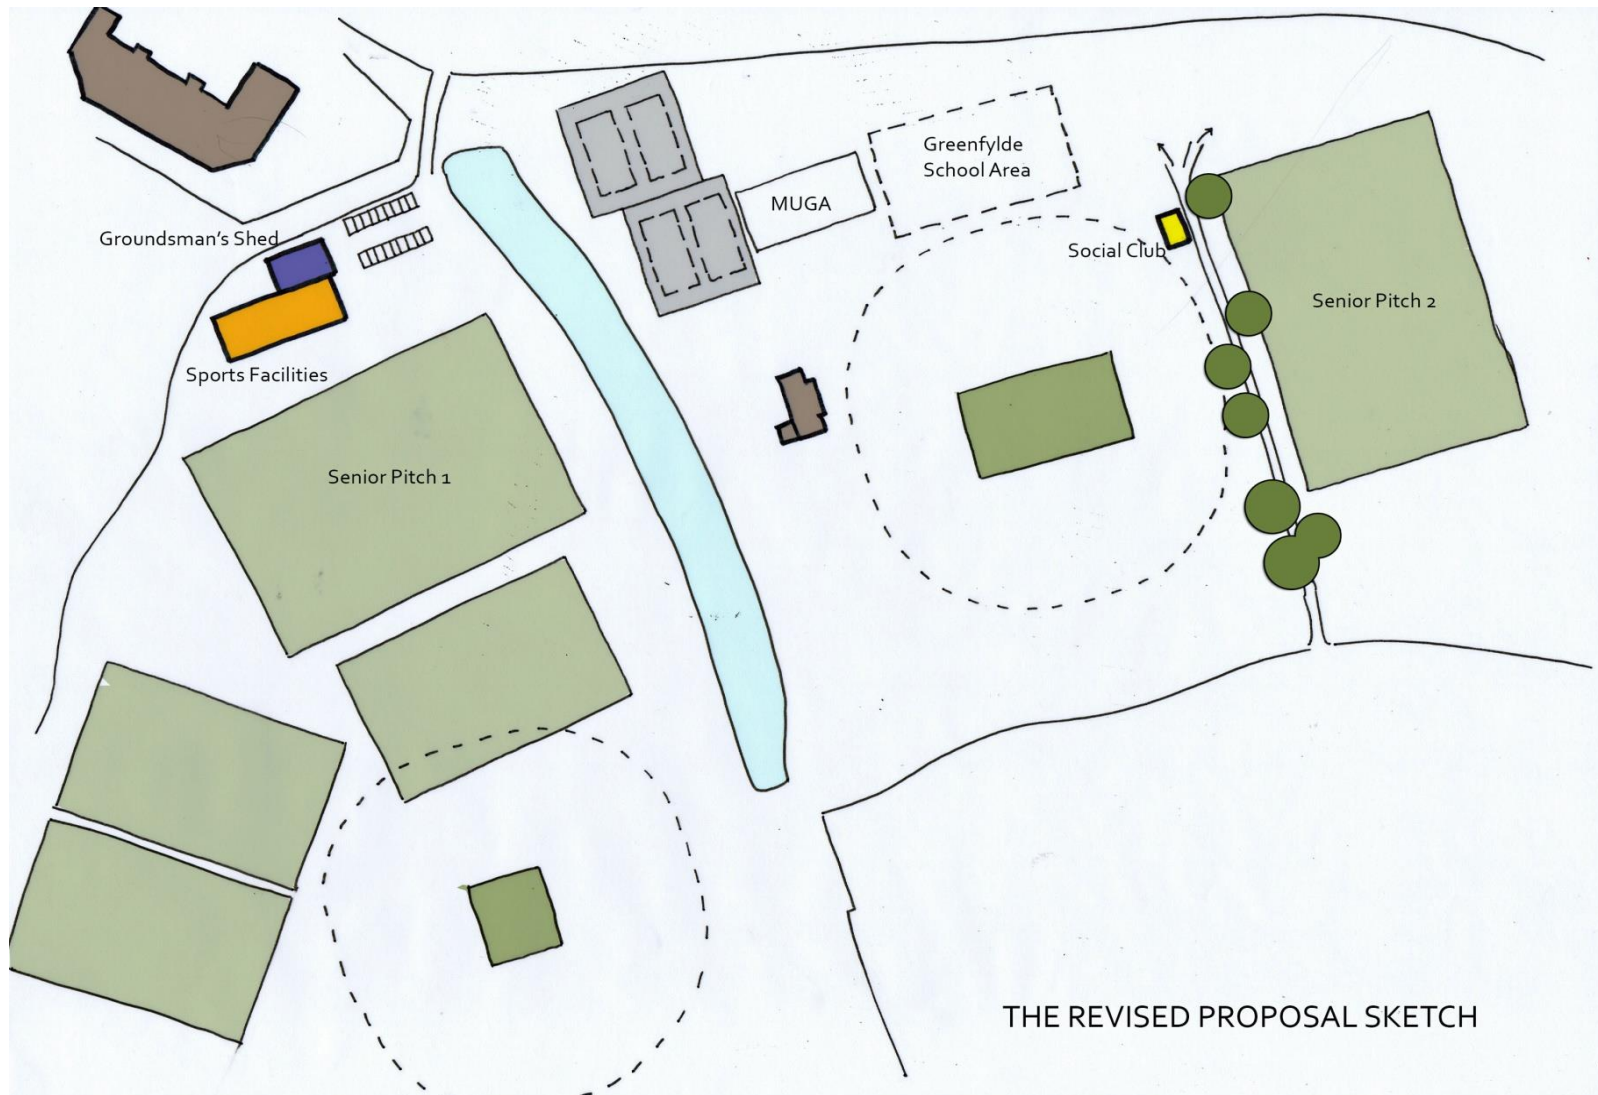 Greenfylde
School Area
MUGA
Groundsman's Shed
Social Club
Senior Pitch 2
Sports Facilities
Senior Pitch 1
THE REVISED PROPOSAL SKETCH